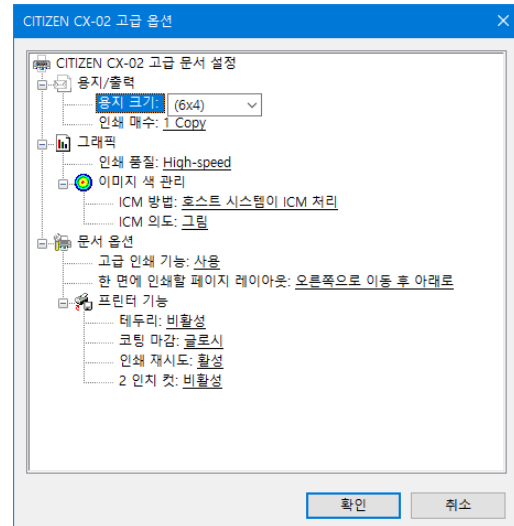 CITIZEN CX-02 고급 옵션
CITIZEN CX-02 고급 문서 설정
용지/출력
용지 크기: (6x4)
인쇄 매수: 1 Copy
그래픽
인쇄 품질: High-speed
이미지 색 관리
ICM 방법: 호스트 시스템이 ICM 처리
ICM 의도: 그림
문서 옵션
고급 인쇄 기능: 사용
한 면에 인쇄할 페이지 레이아웃: 오른쪽으로 이동 후 아래로
프린터 기능
테두리: 비활성
코팅 마감: 글로시
인쇄 재시도: 활성
2 인치 컷: 비활성
확인 취소